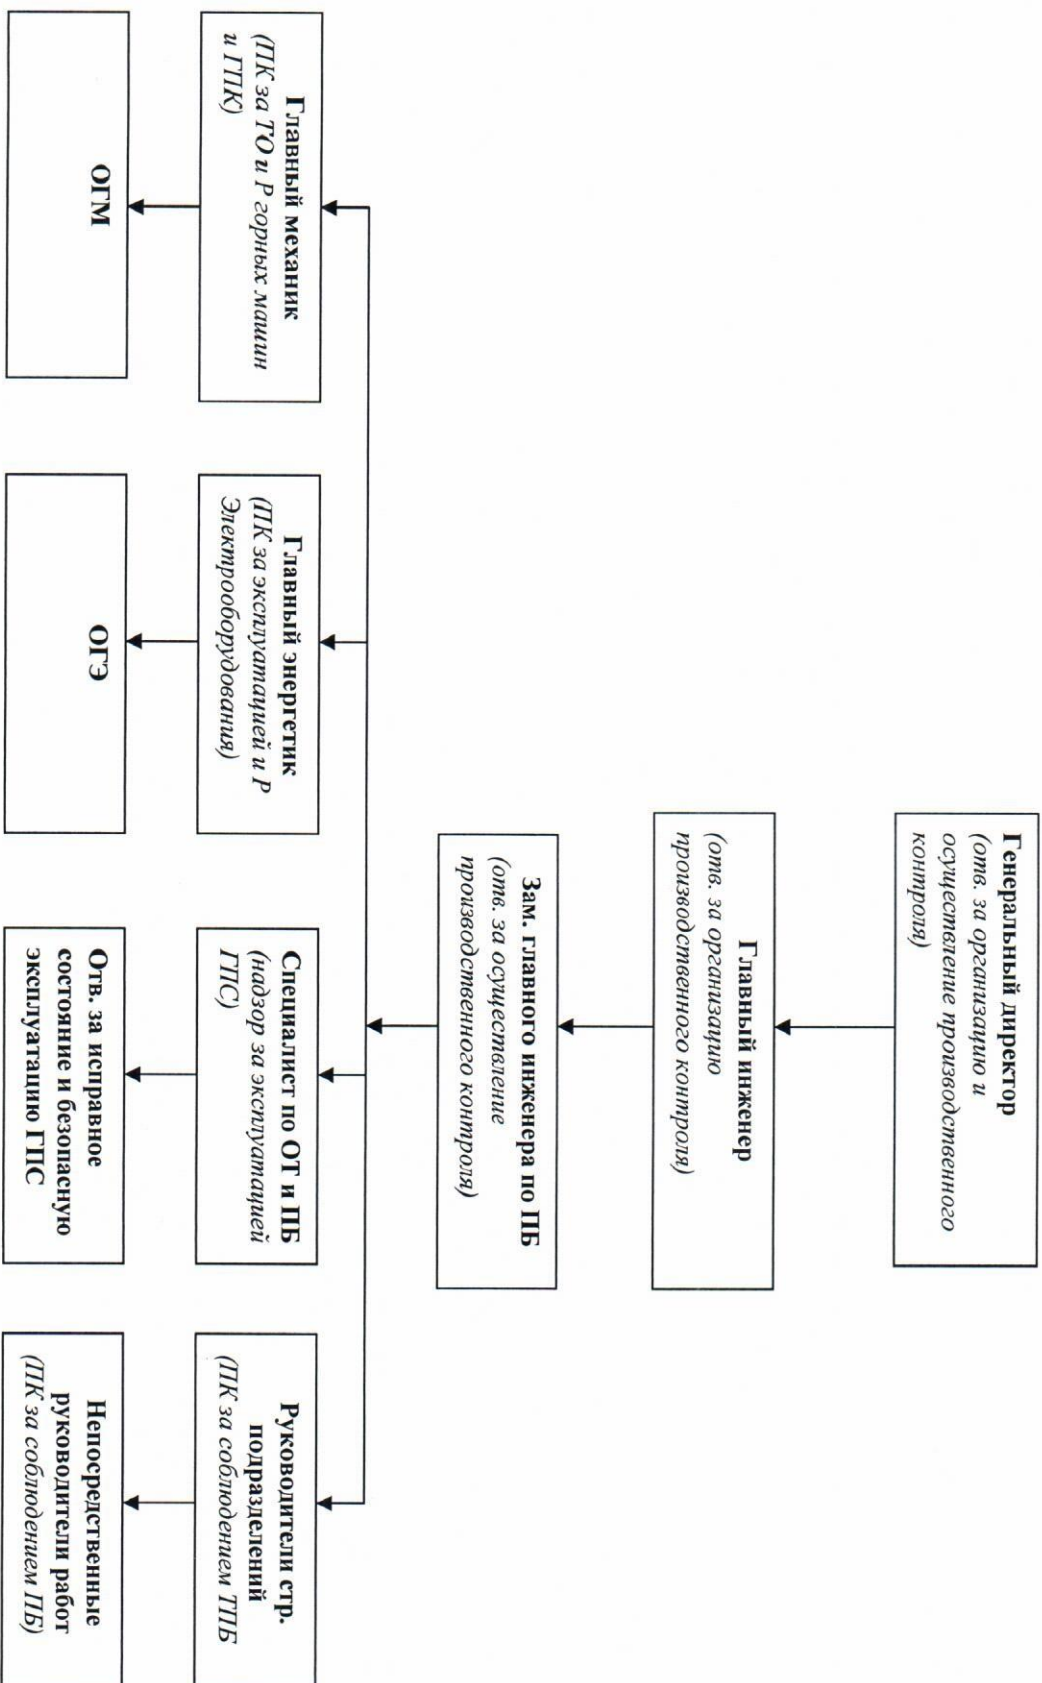 Генеральный директор
(отв. за организацию и
осуществление производственного
контроля)
Главный инженер
(отв. за организацию
производственного контроля)
Зам. главного инженера по ПБ
(отв. за осуществление
производственного контроля)
Главный механик
(ПК за ТО и Р горных машин
и ГПК)
Главный энергетик
(ПК за эксплуатацией и Р
Электрооборудования)
Специалист по ОТ и ПБ
(надзор за эксплуатацией
ГПС)
Руководители стр.
подразделений
(ПК за соблюдением ТПБ
ОГМ
ОГЭ
Отв. за исправное
состояние и безопасную
эксплуатацию ГПС
Непосредственные
руководители работ
(ПК за соблюдением ПБ)